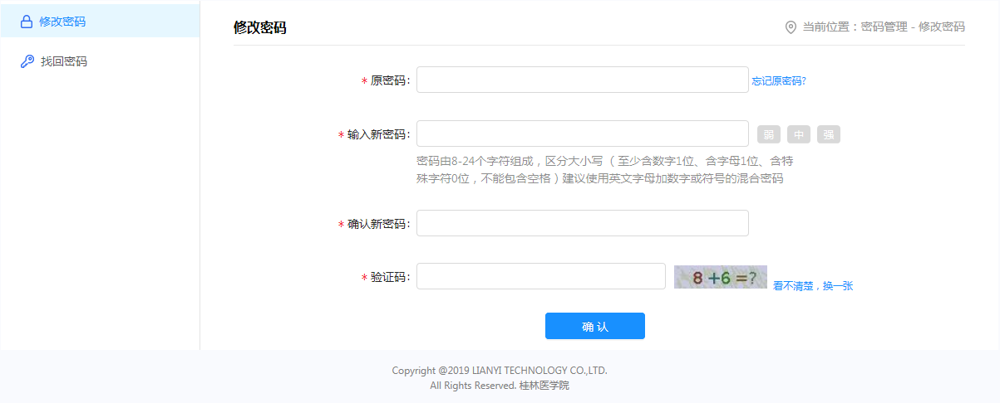 修改密码
找回密码
修改密码
当前位置：密码管理 - 修改密码
* 原密码：
忘记原密码?
* 输入新密码：
弱 中 强
密码由8-24个字符组成，区分大小写（至少含数字1位、含字母1位、含特
殊字符0位，不能包含空格）建议使用英文字母加数字或符号的混合密码
* 确认新密码：
* 验证码：
8+6=?
看不清楚，换一张
确 认
Copyright @2019 LIANYI TECHNOLOGY CO.,LTD.
All Rights Reserved. 桂林医学院